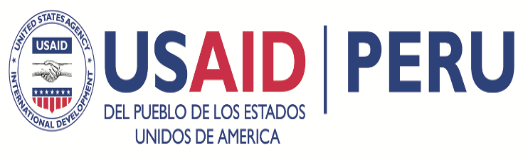 UNITED STATES AGENCY
USAID
INTERNATIONAL DEVELOPMENT
USAID | PERU
DEL PUEBLO DE LOS ESTADOS
UNIDOS DE AMERICA